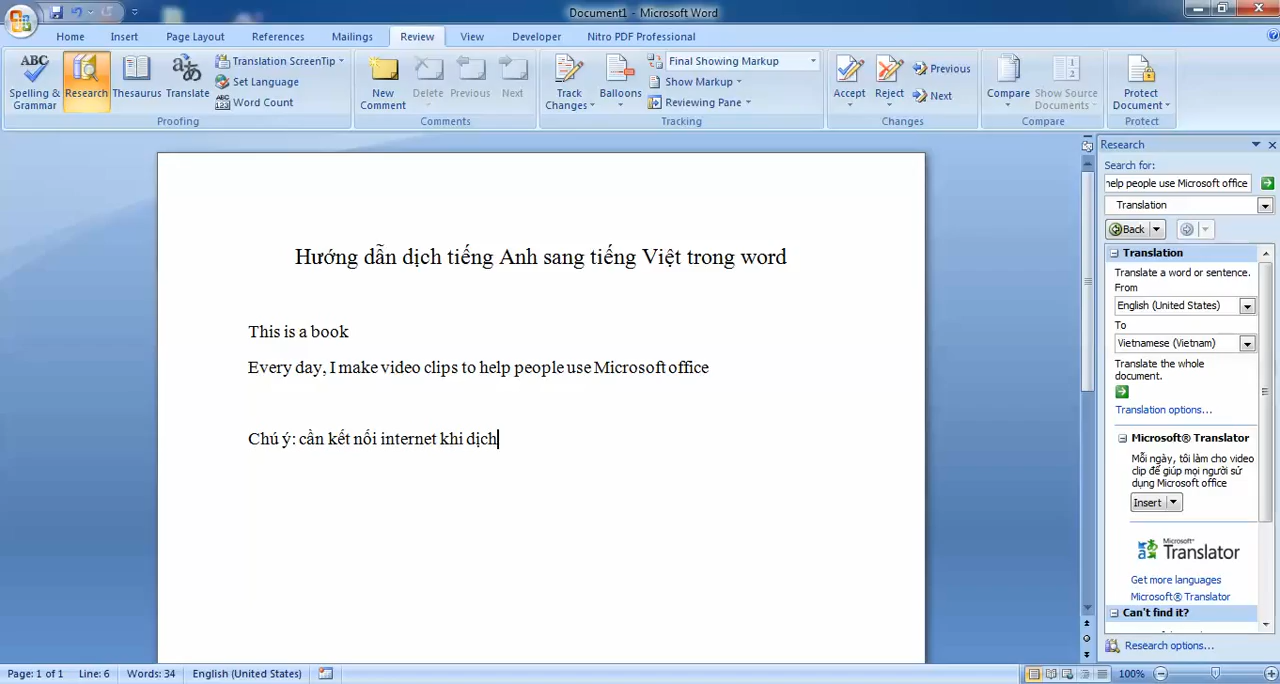 Document1 - Microsoft Word
Home Insert Page Layout References Mailings Review View Developer Nitro PDF Professional
ABC
Spelling & Grammar
Research
Thesaurus
Translate
Translation ScreenTip
Set Language
Word Count
Proofing
New Comment
Delete
Previous
Next
Comments
Track Changes
Balloons
Final Showing Markup
Show Markup
Reviewing Pane
Tracking
Accept
Reject
Previous
Next
Changes
Compare
Show Source Documents
Compare
Protect Document
Protect
Hướng dẫn dịch tiếng Anh sang tiếng Việt trong word
This is a book
Every day, I make video clips to help people use Microsoft office
Chú ý: cần kết nối internet khi dịch
Research
Search for:
help people use Microsoft office
Translation
Back
Translation
Translate a word or sentence.
From
English (United States)
To
Vietnamese (Vietnam)
Translate the whole
document.
Translation options...
Microsoft® Translator
Mỗi ngày, tôi làm cho video
clip để giúp mọi người sử
dụng Microsoft office
Insert
Microsoft®
Translator
Get more languages
Microsoft® Translator
Can't find it?
Research options...
Page: 1 of 1 Line: 6 Words: 34 English (United States) 100%